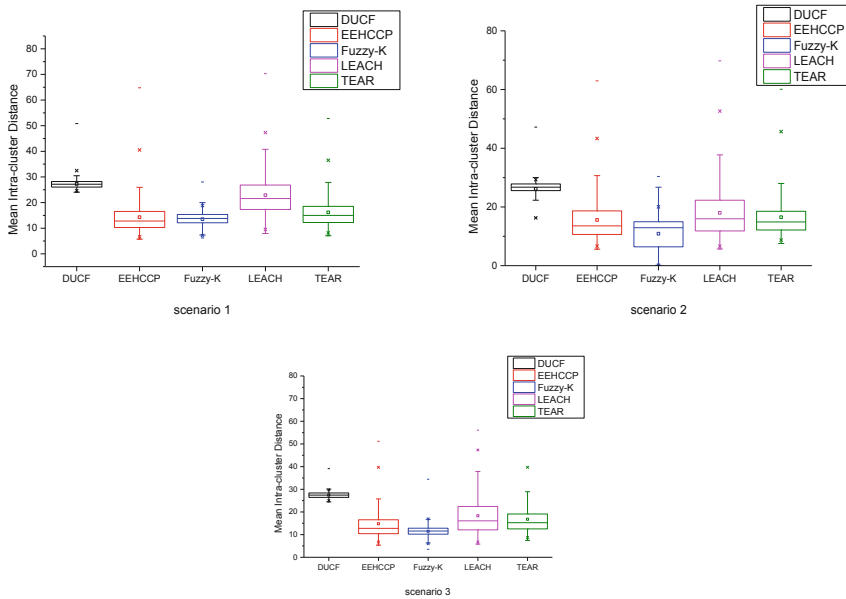 DUCF
EEHCCP
Fuzzy-K
LEACH
TEAR
Mean Intra-cluster Distance
80
70
60
50
40
30
20
10
0
DUCF EEHCCP Fuzzy-K LEACH TEAR
scenario 1
DUCF
EEHCCP
Fuzzy-K
LEACH
TEAR
Mean Intra-cluster Distance
80
60
40
20
0
DUCF EEHCCP Fuzzy-K LEACH TEAR
scenario 2
DUCF
EEHCCP
Fuzzy-K
LEACH
TEAR
Mean Intra-cluster Distance
80
70
60
50
40
30
20
10
0
DUCF EEHCCP Fuzzy-K LEACH TEAR
scenario 3